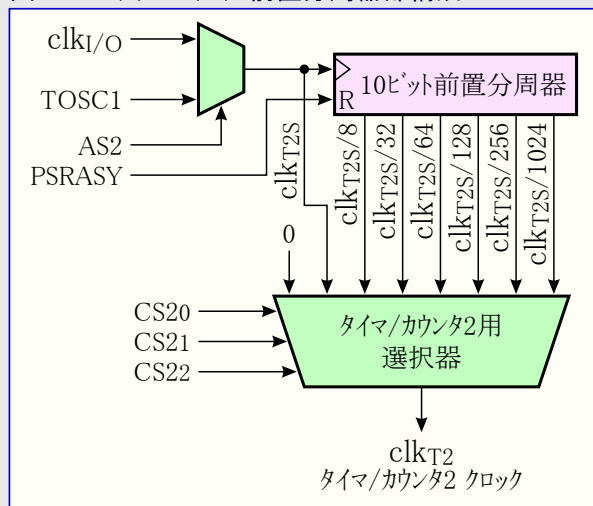 clkI/O
TOSC1
AS2
PSRASY
10ﾋﾞｯﾄ前置分周器
R
clkT2S
clkT2S/8
clkT2S/32
clkT2S/64
clkT2S/128
clkT2S/256
clkT2S/1024
0
CS20
CS21
CS22
ﾀｲﾏ/ｶｳﾝﾀ2用
選択器
clkT2
ﾀｲﾏ/ｶｳﾝﾀ2 ｸﾛｯｸ